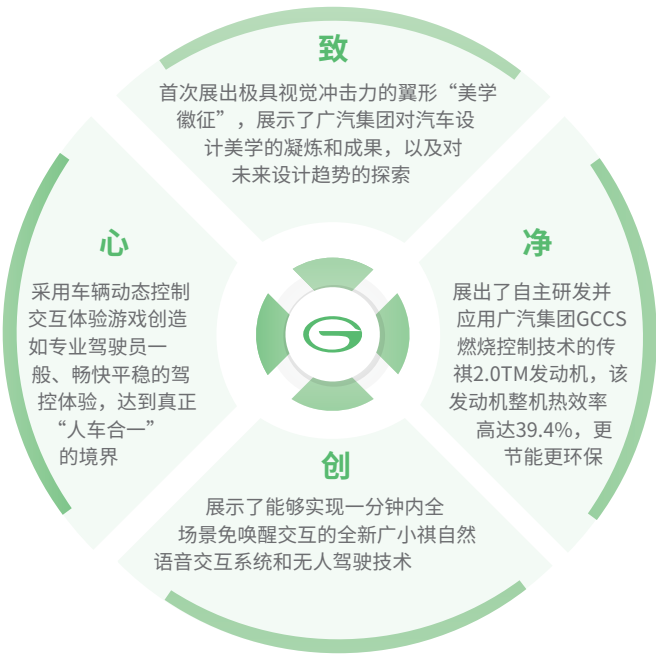 致
首次展出极具视觉冲击力的翼形“美学
徽征”，展示了广汽集团对汽车设
计美学的凝炼和成果，以及对
未来设计趋势的探索
心
采用车辆动态控制
交互体验游戏创造
如专业驾驶员一
般、畅快平稳的驾
控体验，达到真正
“人车合一”
的境界
净
展出了自主研发并
应用广汽集团GCCS
燃烧控制技术的传
祺2.0TM发动机，该
发动机整机热效率
高达39.4%，更
节能更环保
创
展示了能够实现一分钟内全
场景免唤醒交互的全新广小祺自然
语音交互系统和无人驾驶技术